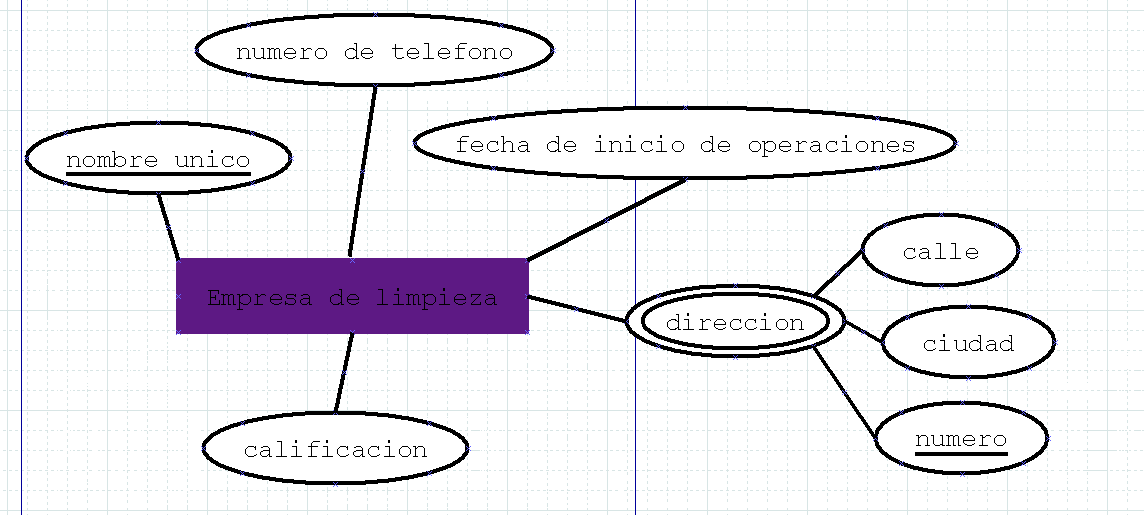 numero de telefono
nombre unico
fecha de inicio de operaciones
calle
Empresa de limpieza
direccion
ciudad
calificacion
numero